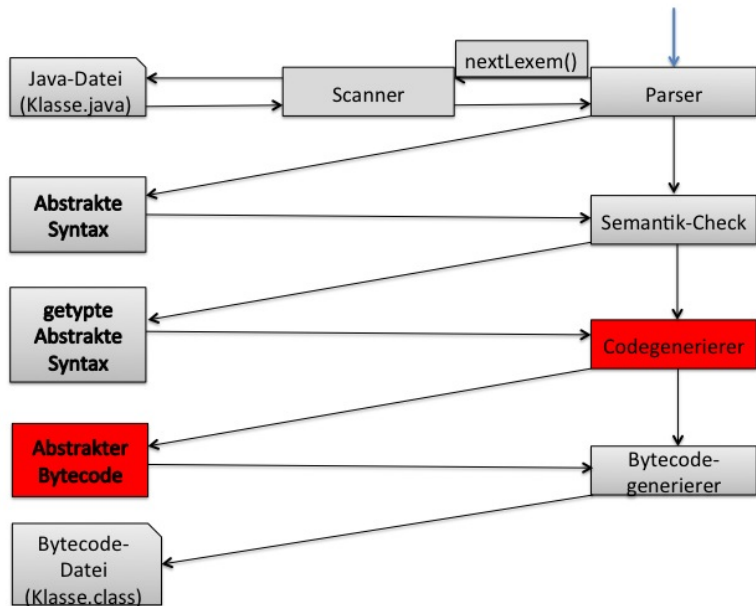 nextLexem()
Java-Datei
(Klasse.java)
Scanner
Parser
Abstrakte
Syntax
Semantik-Check
getypte
Abstrakte
Syntax
Codegenerierer
Abstrakter
Bytecode
Bytecode-
generierer
Bytecode-
Datei
(Klasse.class)